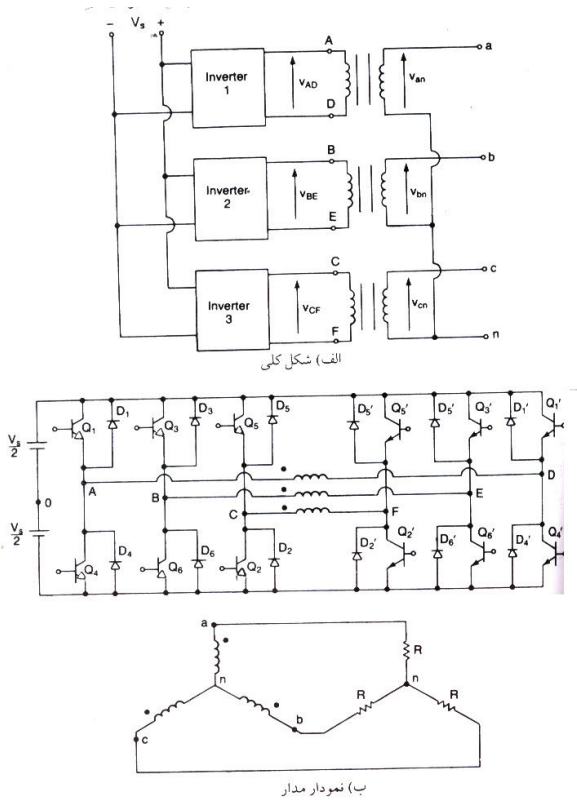 − Vs +
Inverter 1
A
vAD
D
van
a
Inverter 2
B
vBE
E
vbn
b
Inverter 3
C
vCF
F
vcn
c
n
الف) شکل کلی
Vs/2
0
Vs/2
Q1 D1 Q3 D3 Q5 D5 D5′ Q5′ D5′ Q3′ D1′ Q1′
A D
B E
C F
Q4 D4 Q6 D6 Q2 D2 D2′ Q2′ D6′ Q6′ D4′ Q4′
a
R
n n
b R R
c
ب) نمودار مدار